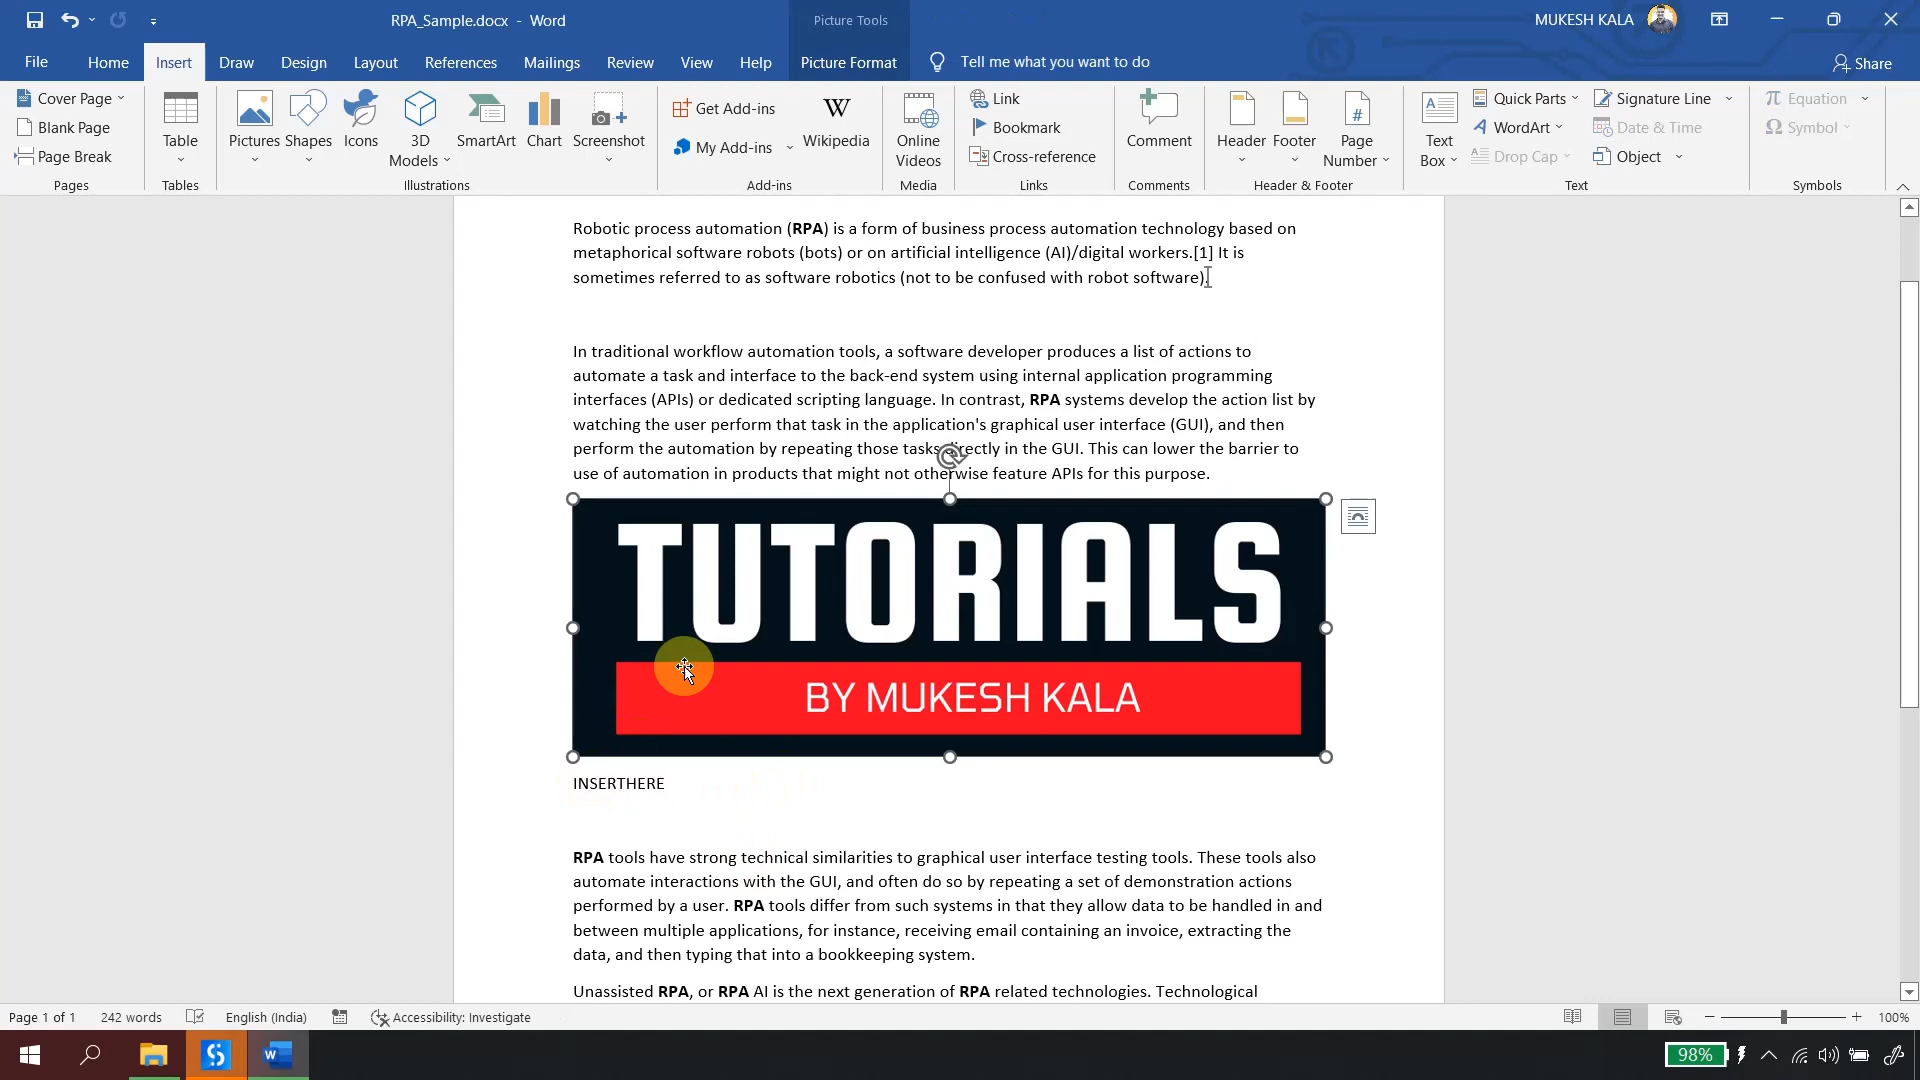 RPA_Sample.docx - Word
Picture Tools
MUKESH KALA
File Home Insert Draw Design Layout References Mailings Review View Help Picture Format Tell me what you want to do Share
Cover Page
Blank Page
Page Break
Pages
Table
Tables
Pictures
Shapes
Icons
3D Models
SmartArt
Chart
Screenshot
Illustrations
Get Add-ins
My Add-ins
Wikipedia
Add-ins
Online Videos
Media
Link
Bookmark
Cross-reference
Links
Comment
Comments
Header
Footer
Page Number
Header & Footer
Text Box
Quick Parts
WordArt
Drop Cap
Signature Line
Date & Time
Object
Text
Equation
Symbol
Symbols
Robotic process automation (RPA) is a form of business process automation technology based on
metaphorical software robots (bots) or on artificial intelligence (AI)/digital workers.[1] It is
sometimes referred to as software robotics (not to be confused with robot software).
In traditional workflow automation tools, a software developer produces a list of actions to
automate a task and interface to the back-end system using internal application programming
interfaces (APIs) or dedicated scripting language. In contrast, RPA systems develop the action list by
watching the user perform that task in the application's graphical user interface (GUI), and then
perform the automation by repeating those tasks directly in the GUI. This can lower the barrier to
use of automation in products that might not otherwise feature APIs for this purpose.
TUTORIALS
BY MUKESH KALA
INSERTHERE
RPA tools have strong technical similarities to graphical user interface testing tools. These tools also
automate interactions with the GUI, and often do so by repeating a set of demonstration actions
performed by a user. RPA tools differ from such systems in that they allow data to be handled in and
between multiple applications, for instance, receiving email containing an invoice, extracting the
data, and then typing that into a bookkeeping system.
Unassisted RPA, or RPA AI is the next generation of RPA related technologies. Technological
Page 1 of 1 242 words English (India) Accessibility: Investigate 100%
98%